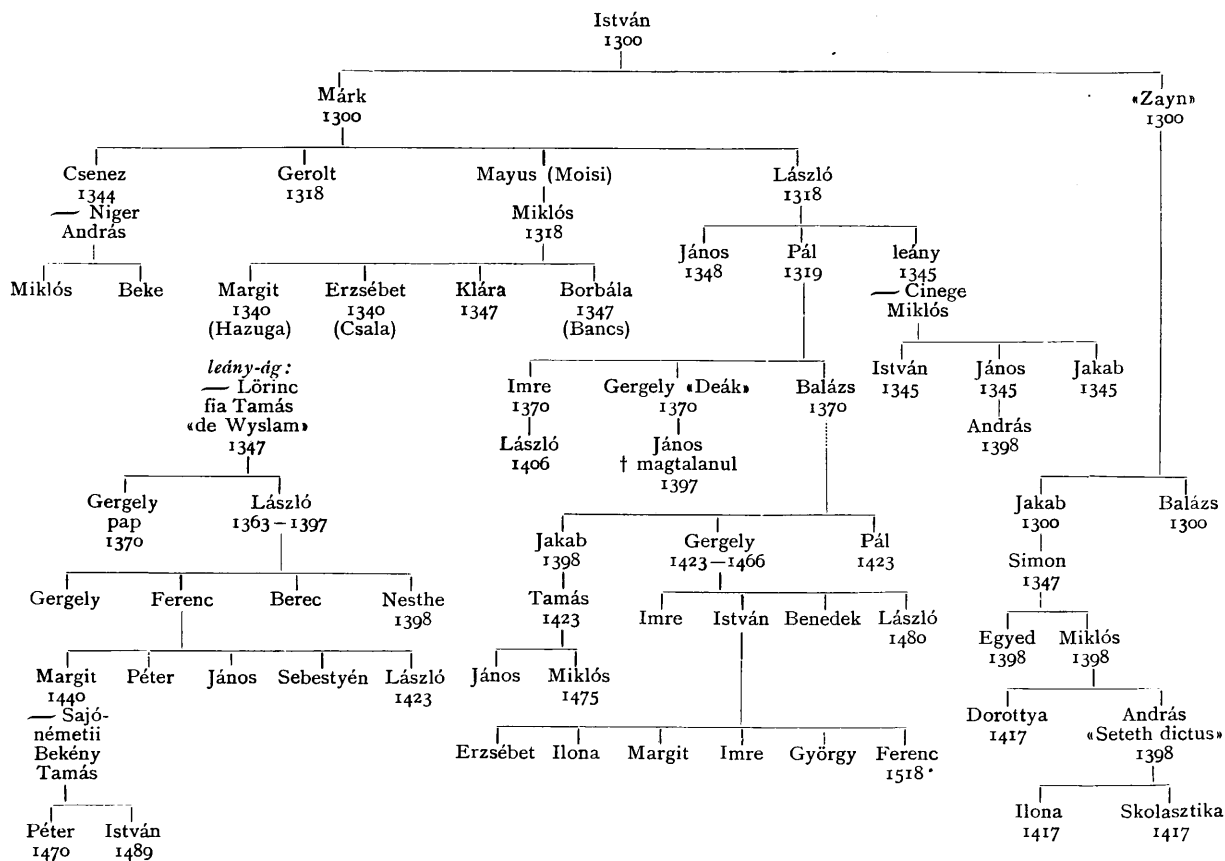 István
1300
Márk
1300
«Zayn»
1300
Csenez
1344
— Niger
András
Gerolt
1318
Mayus (Moisi)
Miklós
1318
László
1318
Miklós
Beke
Margit
1340
(Hazuga)
Erzsébet
1340
(Csala)
Klára
1347
Borbála
1347
(Bancs)
János
1348
Pál
1319
leány
1345
— Cinege
Miklós
leány-ág:
— Lőrinc
fia Tamás
«de Wyslam»
1347
Imre
1370
László
1406
Gergely «Deák»
1370
János
† magtalanul
1397
Balázs
1370
István
1345
János
1345
András
1398
Jakab
1345
Gergely
pap
1370
László
1363–1397
Jakab
1398
Tamás
1423
Gergely
1423–1466
Pál
1423
Jakab
1300
Simon
1347
Balázs
1300
Gergely
Ferenc
Berec
Nesthe
1398
Imre
István
Benedek
László
1480
Egyed
1398
Miklós
1398
Margit
1440
— Sajó-
németii
Bekény
Tamás
Péter
János
Sebestyén
László
1423
János
Miklós
1475
Dorottya
1417
András
«Seteth dictus»
1398
Erzsébet
Ilona
Margit
Imre
György
Ferenc
1518
Péter
1470
István
1489
Ilona
1417
Skolasztika
1417